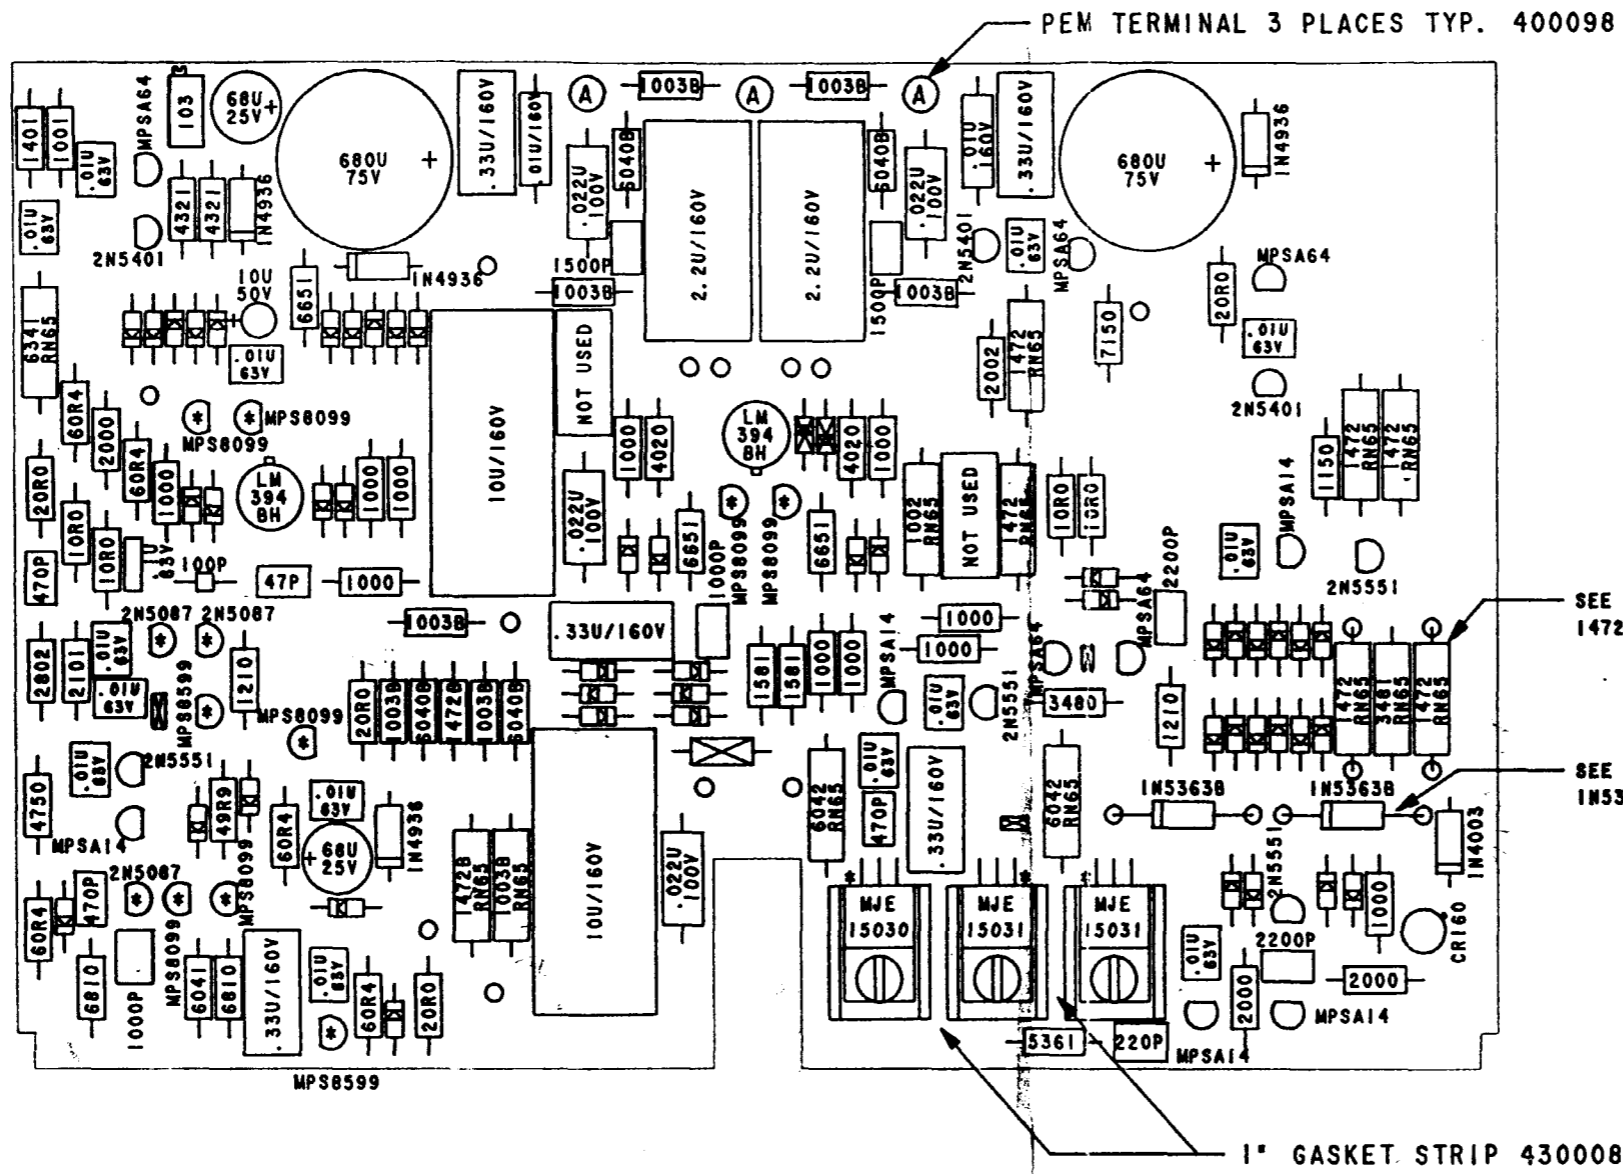 PEM TERMINAL 3 PLACES TYP. 400098
1401
1001
.01U
63V
MPSA64
103
68U
25V
+
680U
75V
+
.33U/160V
.01U/160V
A
1003B
A
1003B
A
.01U
160V
.33U/160V
680U
75V
+
1N4936
.01U
63V
4321
4321
1N4936
2N5401
.022U
100V
6040B
2.2U/160V
2.2U/160V
6040B
.022U
100V
2N5401
.01U
63V
MPSA64
MPSA64
1500P
1N4936
1003B
1500P
1003B
20R0
6341
RN65
10U
50V
+
6651
.01U
63V
NOT USED
2002
1472
RN65
7150
.01U
63V
2N5401
60R4
2000
60R4
*
*
MPS8099
MPS8099
10U/160V
1000
4020
LM
394
BH
4020
1000
1150
1472
RN65
1472
RN65
20R0
1000
LM
394
BH
1000
1000
.022U
100V
*
*
MPS8099
MPS8099
6651
6651
1002
RN65
NOT USED
1472
RN65
10R0
10R0
MPSA14
10R0
10R0
63V
470P
100P
47P
1000
1000P
2200P
.01U
63V
2N5551
2N5087
2N5087
1003B
.33U/160V
1000
1000
MPSA64
MPSA64
SEE
1472
2802
2101
.01U
63V
*
*
.01U
63V
MPS8599
*
1210
MPS8099
*
20R0
1003B
6040B
1472B
1003B
6040B
1581
1581
1000
1000
MPSA14
.01U
63V
2N5551
3480
1210
1472
RN65
3481
RN65
1472
RN65
.01U
63V
2N5551
4750
MPSA14
49R9
60R4
.01U
63V
68U
25V
+
1N4936
10U/160V
6042
RN65
.01U
63V
470P
.33U/160V
6042
RN65
1N5363B
1N5363B
SEE
1N53
1N4003
2N5087
470P
*
*
*
MPS8099
MPS8099
1472B
RN65
1003B
RN65
.022U
100V
*
*
MJE
15030
MJE
15031
MJE
15031
2N5551
1000
CR160
60R4
6810
1000P
6041
6810
.33U/160V
.01U
63V
*
60R4
20R0
.01U
63V
2200P
2000
2000
MPSA14
5361
220P
MPSA14
MPS8599
1" GASKET STRIP 430008